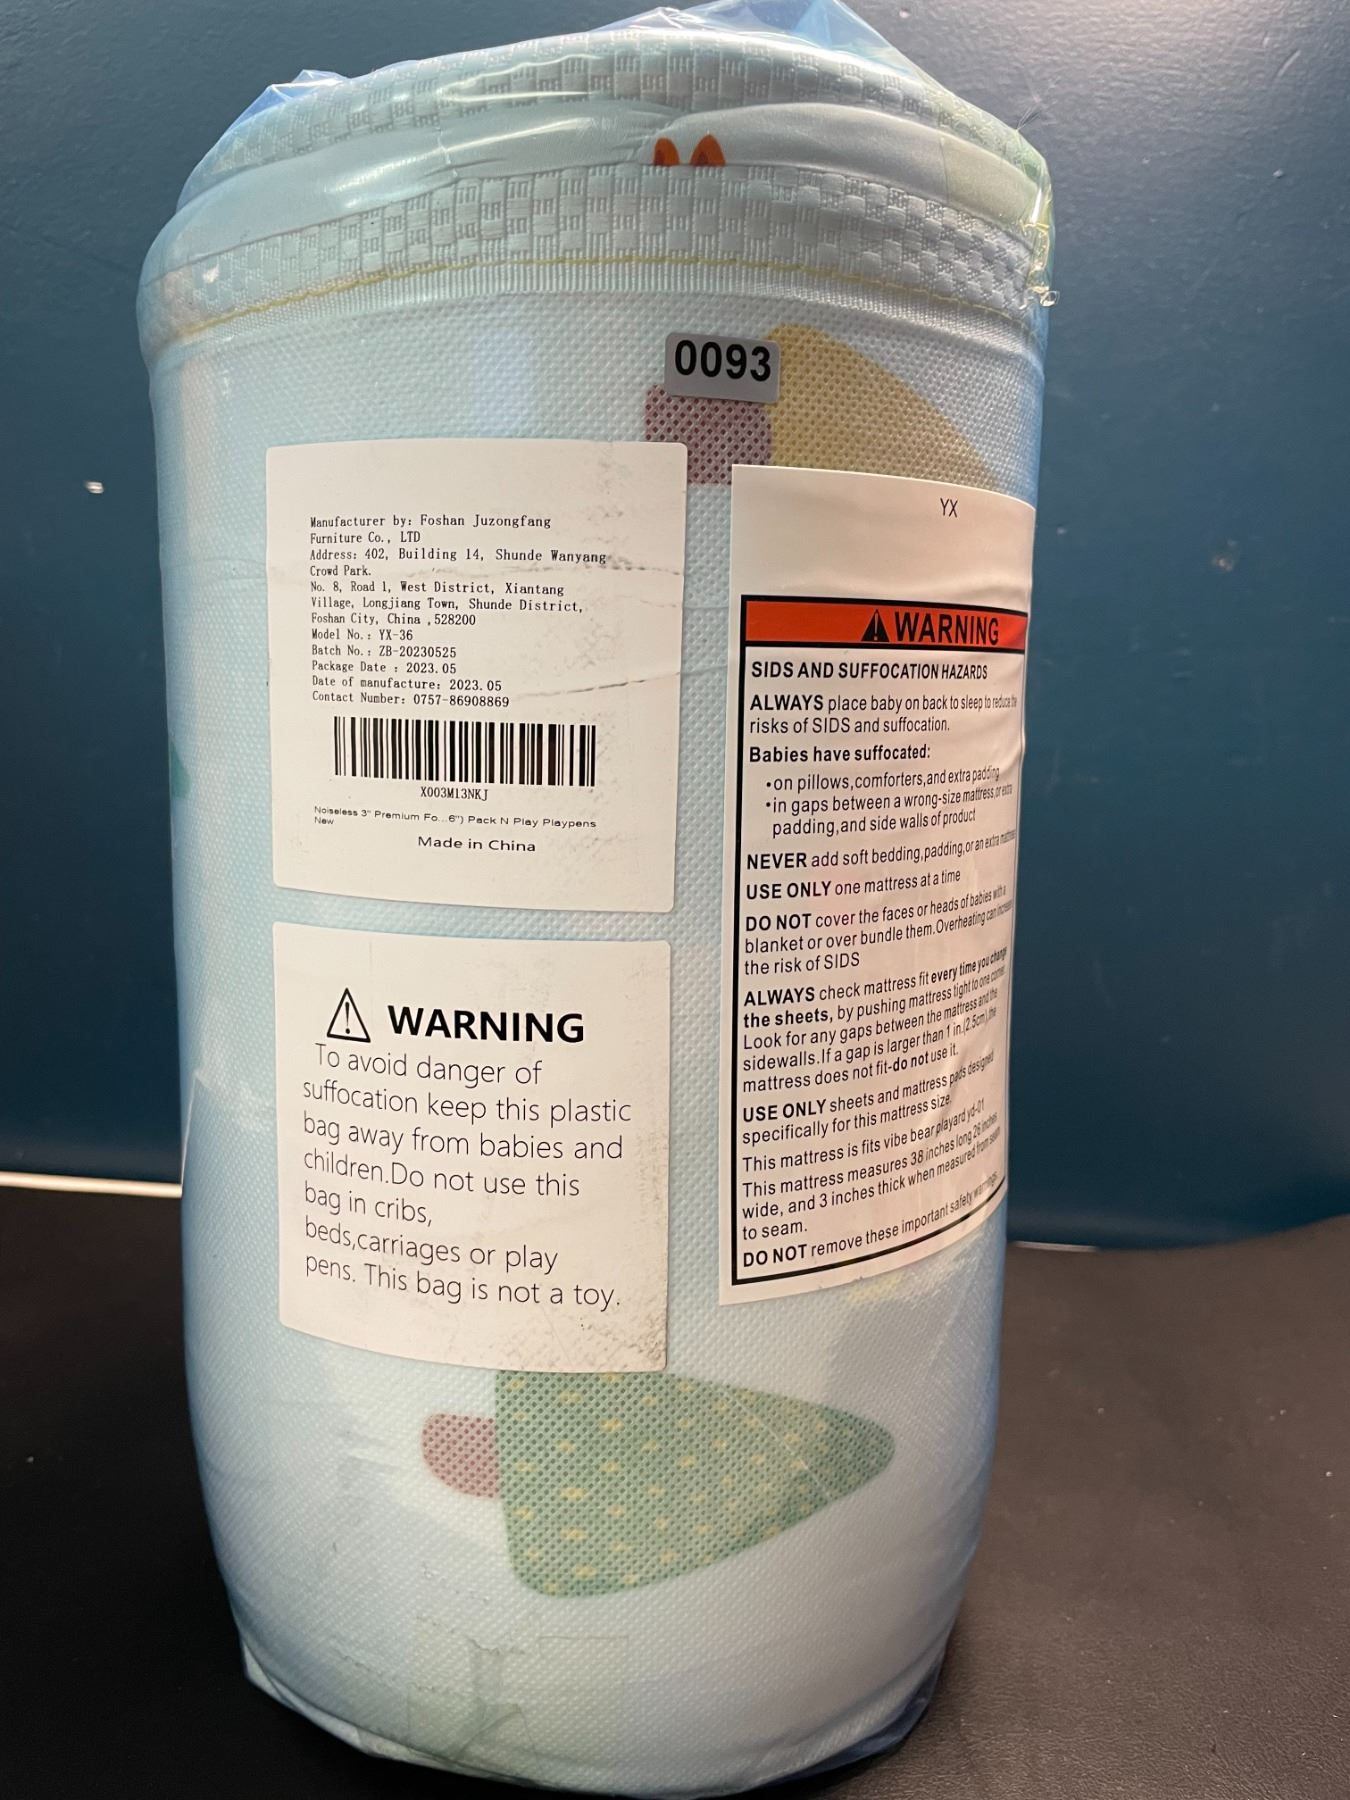 0093
Manufacturer by: Foshan Juzongfang
Furniture Co., LTD
Address: 402, Building 14, Shunde Wanyang
Crowd Park.
No. 8, Road 1, West District, Xiantang
Village, Longjiang Town, Shunde District,
Foshan City, China ,528200
Model No.: YX-36
Batch No.: ZB-20230525
Package Date : 2023.05
Date of manufacture: 2023.05
Contact Number: 0757-86908869
X003M13NKJ
Noiseless 3" Premium Fo...6") Pack N Play Playpens
New
Made in China
WARNING
To avoid danger of
suffocation keep this plastic
bag away from babies and
children.Do not use this
bag in cribs,
beds,carriages or play
pens. This bag is not a toy.
YX
WARNING
SIDS AND SUFFOCATION HAZARDS
ALWAYS place baby on back to sleep to reduce the
risks of SIDS and suffocation.
Babies have suffocated:
•on pillows,comforters,and extra padding
•in gaps between a wrong-size mattress,or extra
padding,and side walls of product
NEVER add soft bedding,padding,or an extra mattress
USE ONLY one mattress at a time
DO NOT cover the faces or heads of babies with a
blanket or over bundle them.Overheating can increase
the risk of SIDS
ALWAYS check mattress fit every time you change
the sheets, by pushing mattress tight to one corner.
Look for any gaps between the mattress and the
sidewalls.If a gap is larger than 1 in.(2.5cm),the
mattress does not fit-do not use it.
USE ONLY sheets and mattress pads designed
specifically for this mattress size.
This mattress is fits vibe bear playard yd-01
This mattress measures 38 inches long 26 inches
wide, and 3 inches thick when measured from seam
to seam.
DO NOT remove these important safety warnings.